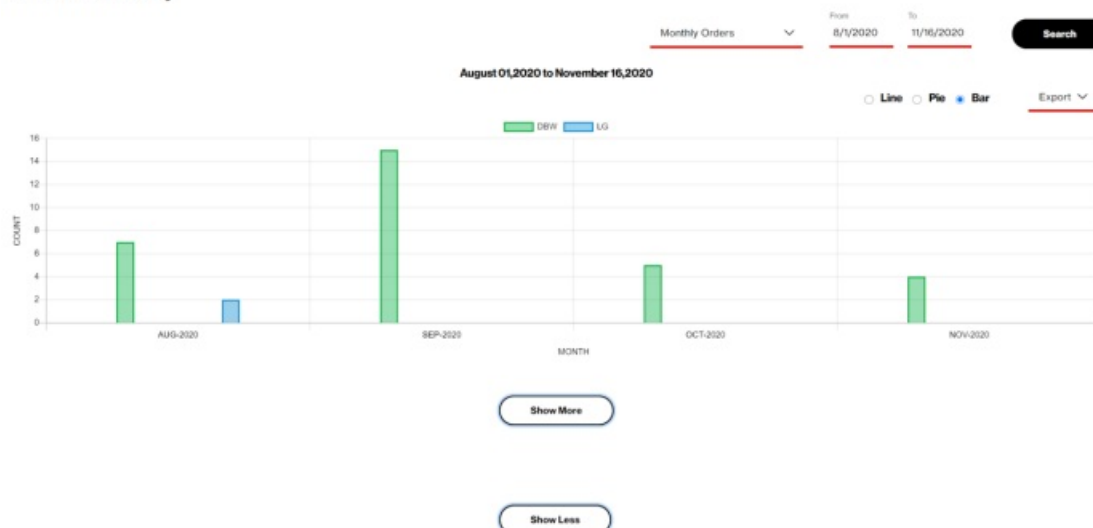 From To
Monthly Orders 8/1/2020 11/16/2020 Search
August 01,2020 to November 16,2020
Line Pie Bar Export
DBW LG
16
14
12
10
8
6
4
2
0
COUNT
AUG-2020 SEP-2020 OCT-2020 NOV-2020
MONTH
Show More
Show Less